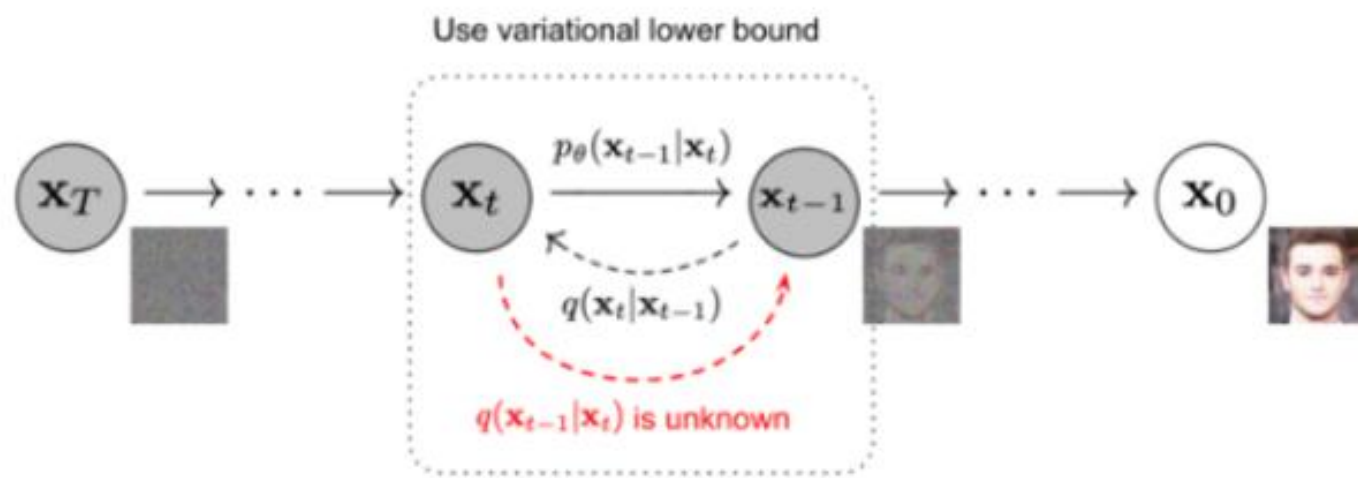 Use variational lower bound
p_θ(x_{t−1}|x_t)
x_T → ··· → x_t → x_{t−1} → ··· → x_0
q(x_t|x_{t−1})
q(x_{t−1}|x_t) is unknown